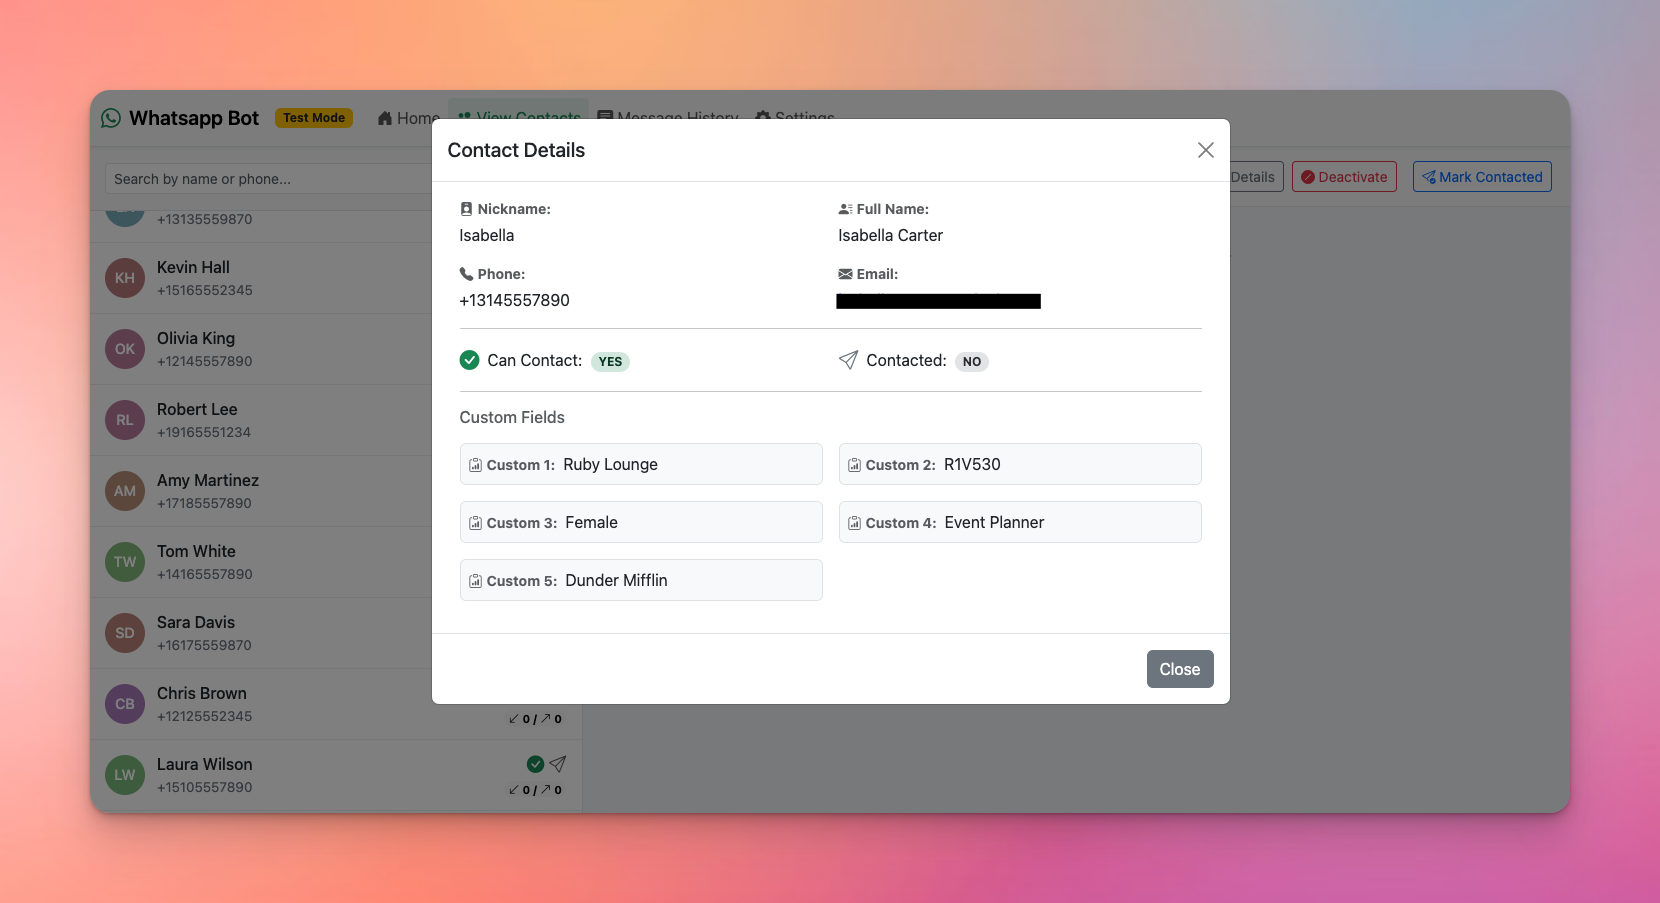 Whatsapp Bot
Test Mode
Home
View Contacts
Message History
Settings
Search by name or phone...
Details
Deactivate
Mark Contacted
+13135559870
KH
Kevin Hall
+15165552345
OK
Olivia King
+12145557890
RL
Robert Lee
+19165551234
AM
Amy Martinez
+17185557890
TW
Tom White
+14165557890
SD
Sara Davis
+16175559870
CB
Chris Brown
+12125552345
0 / 0
LW
Laura Wilson
+15105557890
0 / 0
Contact Details
Nickname:
Isabella
Full Name:
Isabella Carter
Phone:
+13145557890
Email:
Can Contact: YES
Contacted: NO
Custom Fields
Custom 1: Ruby Lounge
Custom 2: R1V530
Custom 3: Female
Custom 4: Event Planner
Custom 5: Dunder Mifflin
Close